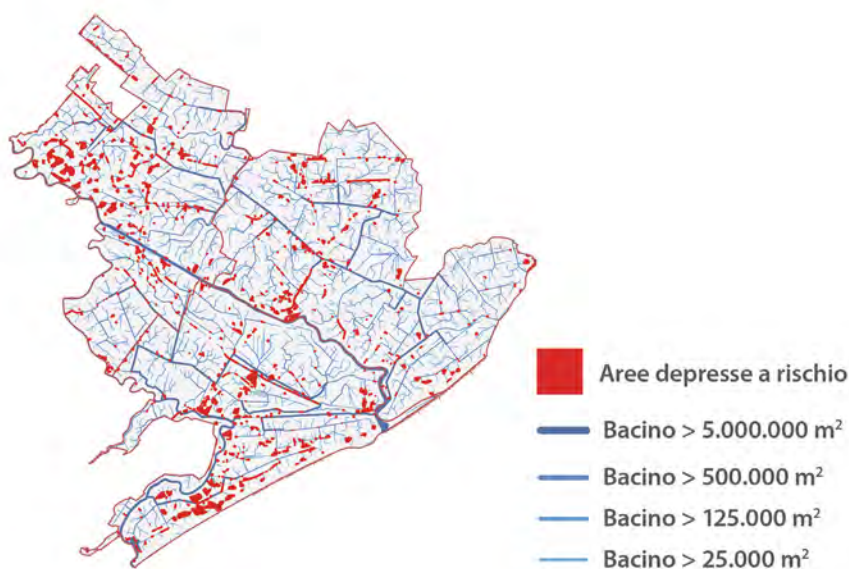 Aree depresse a rischio
Bacino > 5.000.000 m²
Bacino > 500.000 m²
Bacino > 125.000 m²
Bacino > 25.000 m²